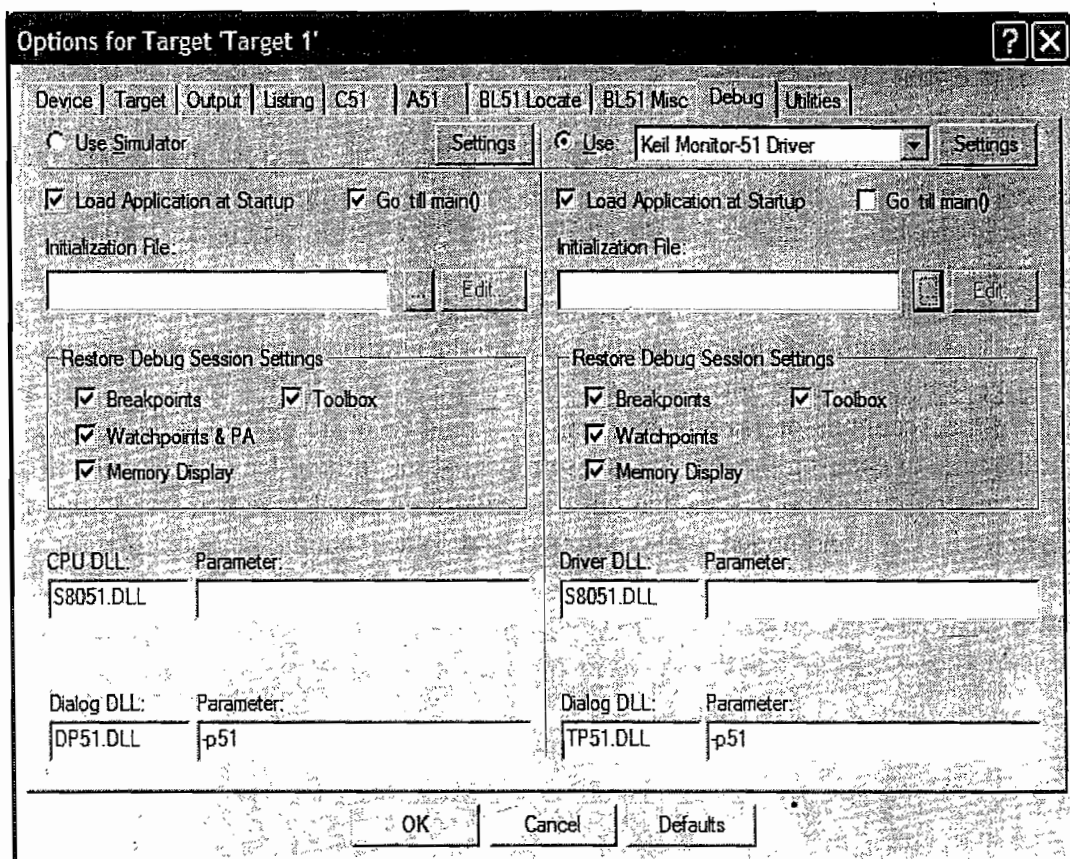 Options for Target 'Target 1'
Device Target Output Listing C51 A51 BL51 Locate BL51 Misc Debug Utilities
Use Simulator Settings Use: Keil Monitor-51 Driver Settings
Load Application at Startup Go till main() Load Application at Startup Go till main()
Initialization File: Initialization File:
... Edit... Edit...
Restore Debug Session Settings Restore Debug Session Settings
Breakpoints Toolbox Breakpoints Toolbox
Watchpoints & PA Watchpoints
Memory Display Memory Display
CPU DLL: Parameter: Driver DLL: Parameter:
S8051.DLL S8051.DLL
Dialog DLL: Parameter: Dialog DLL: Parameter:
DP51.DLL -p51 TP51.DLL -p51
OK Cancel Defaults